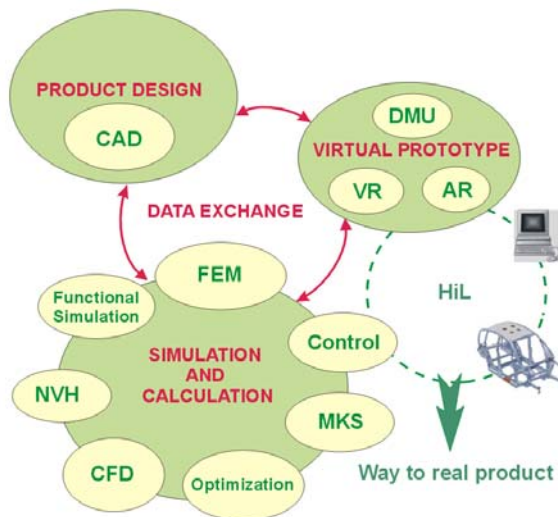 PRODUCT DESIGN
CAD
DMU
VIRTUAL PROTOTYPE
VR
AR
DATA EXCHANGE
FEM
HiL
Functional
Simulation
Control
SIMULATION
AND
CALCULATION
NVH
MKS
CFD
Optimization
Way to real product